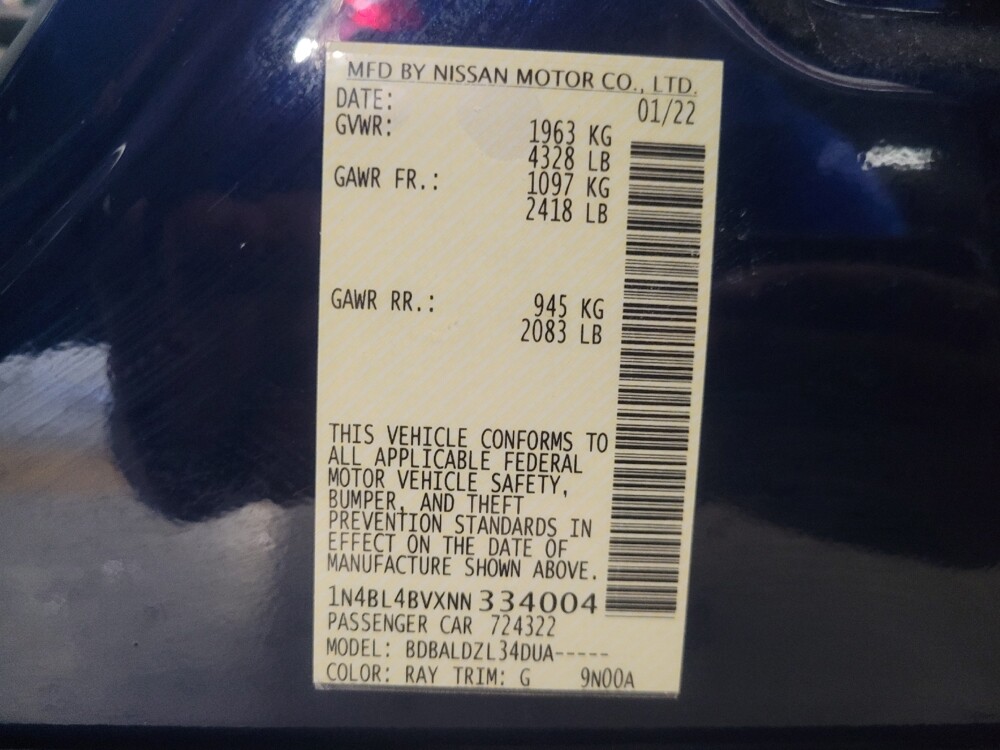 MFD BY NISSAN MOTOR CO., LTD.
DATE: 01/22
GVWR: 1963 KG
4328 LB
GAWR FR.: 1097 KG
2418 LB
GAWR RR.: 945 KG
2083 LB
THIS VEHICLE CONFORMS TO
ALL APPLICABLE FEDERAL
MOTOR VEHICLE SAFETY,
BUMPER, AND THEFT
PREVENTION STANDARDS IN
EFFECT ON THE DATE OF
MANUFACTURE SHOWN ABOVE.
1N4BL4BVXNN334004
PASSENGER CAR 724322
MODEL: BDBALDZL34DUA-----
COLOR: RAY TRIM: G 9N00A